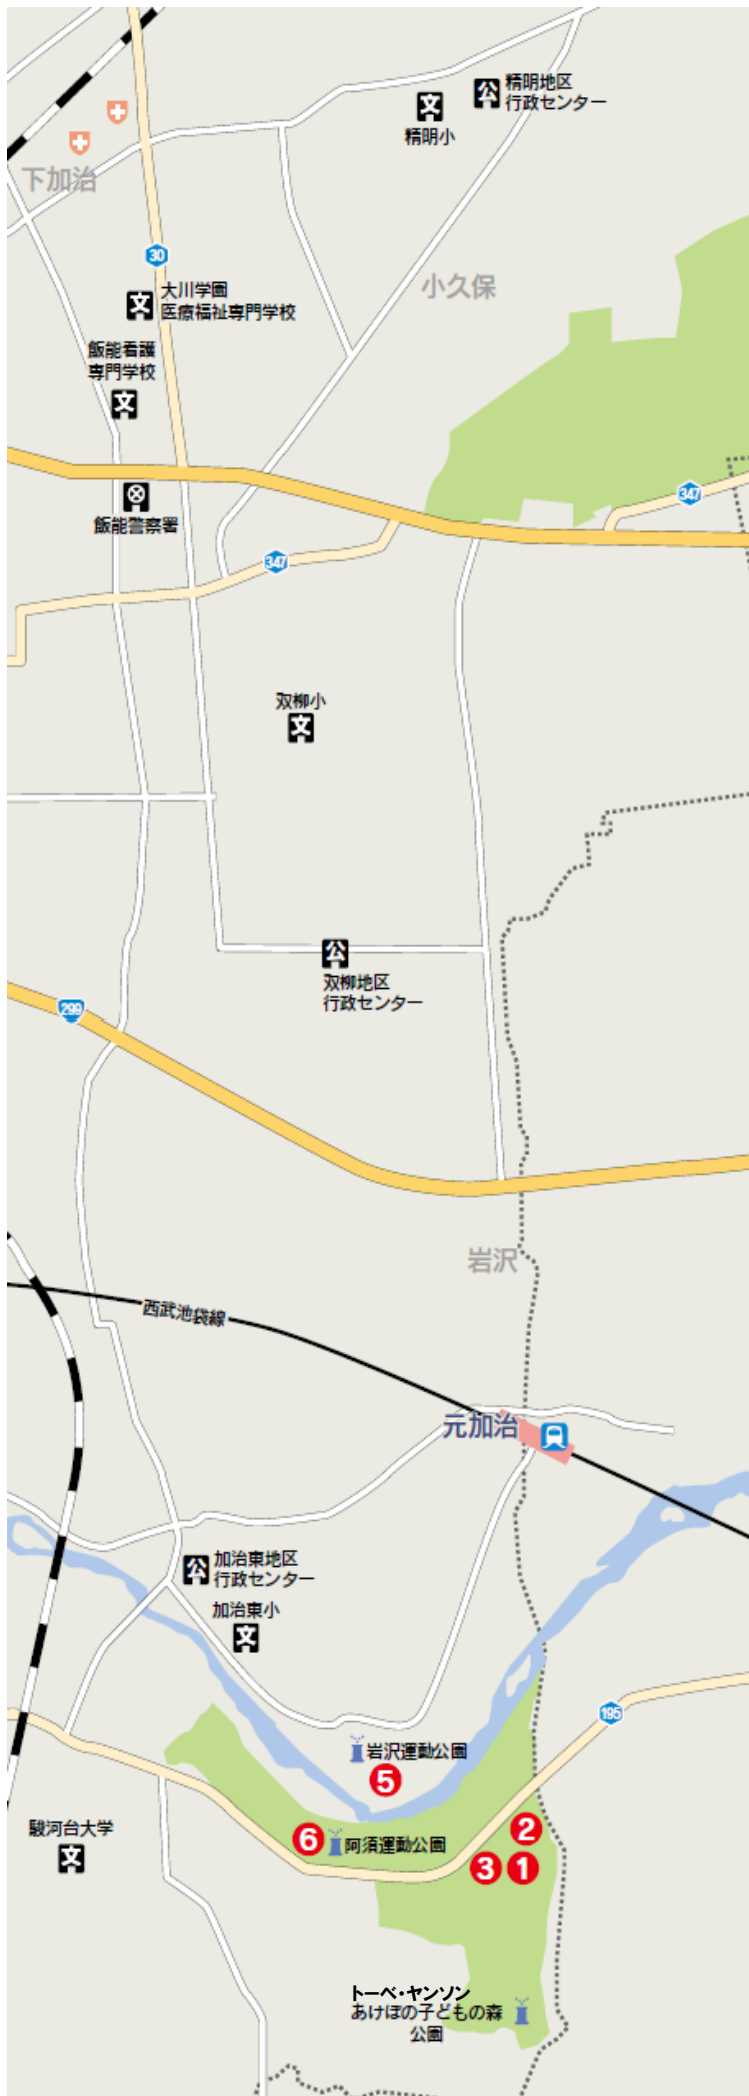 精明地区
行政センター
精明小
下加治
30
小久保
大川学園
医療福祉専門学校
飯能看護
専門学校
347
飯能警察署
347
双柳小
双柳地区
行政センター
299
岩沢
西武池袋線
元加治
加治東地区
行政センター
加治東小
195
岩沢運動公園
5
2
6
阿須運動公園
駿河台大学
3
1
トーベ・ヤンソン
あけぼの子どもの森
公園